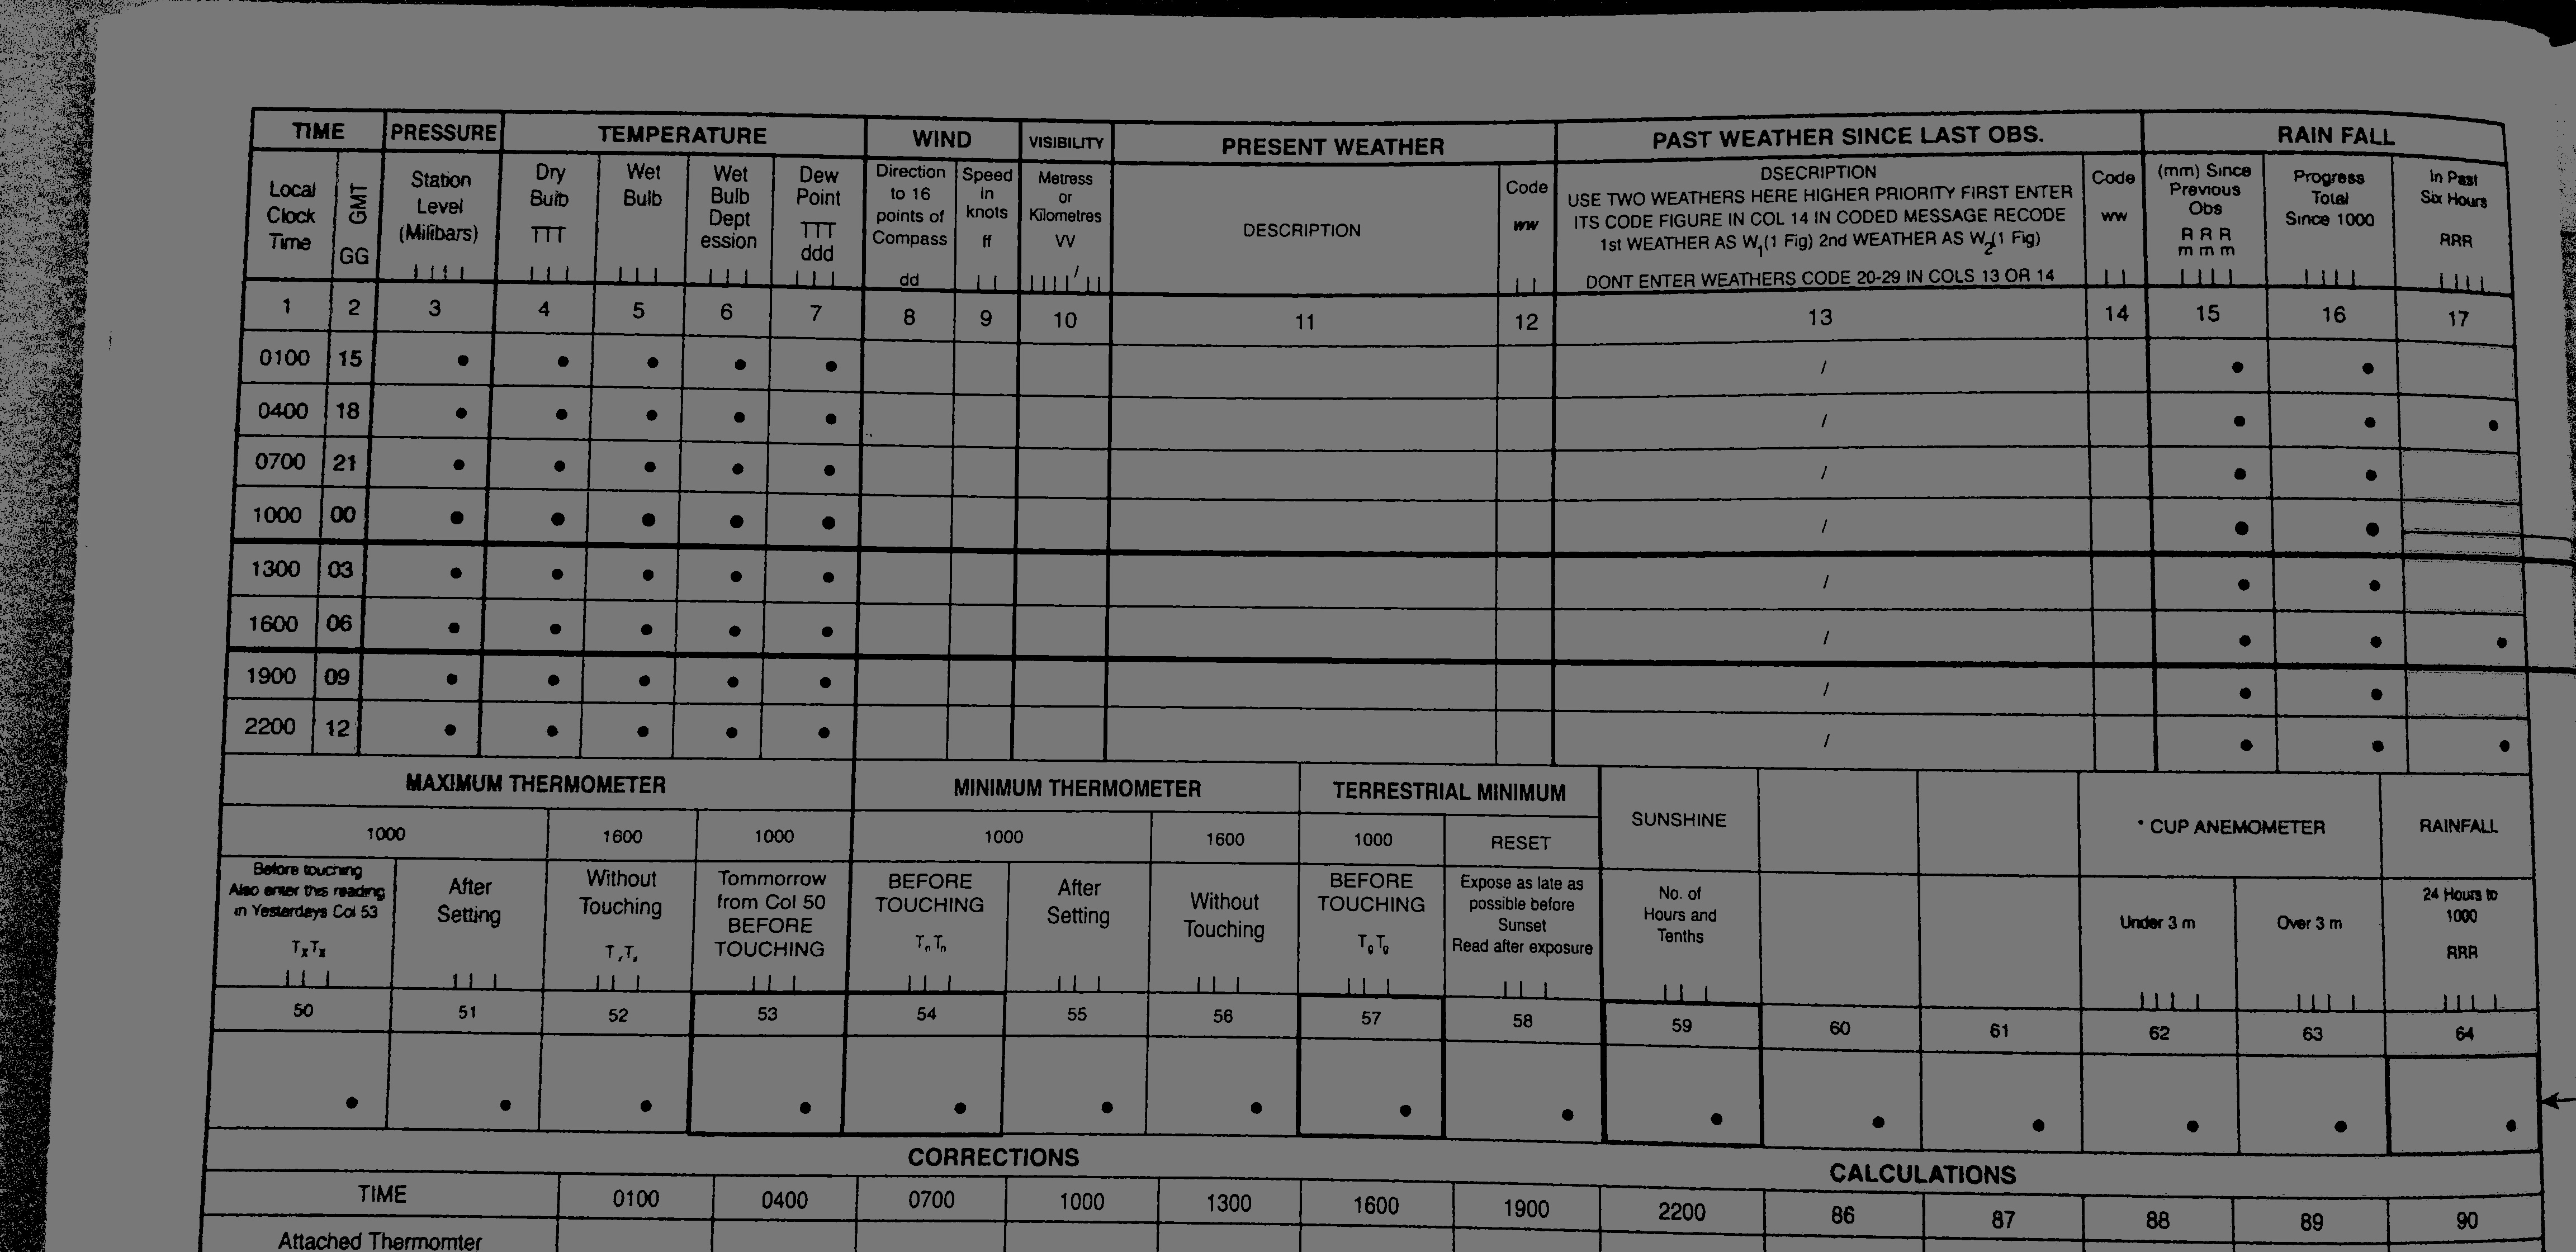 TIME PRESSURE TEMPERATURE WIND VISIBILITY PRESENT WEATHER PAST WEATHER SINCE LAST OBS. RAIN FALL
Local Clock Time
GMT GG
Station Level (Milibars)
Dry Bulb TTT
Wet Bulb
Wet Bulb Dept ession
Dew Point TTT ddd
Direction to 16 points of Compass dd
Speed in knots ff
Metress or Kilometres VV
DESCRIPTION
Code ww
DSECRIPTION
USE TWO WEATHERS HERE HIGHER PRIORITY FIRST ENTER
ITS CODE FIGURE IN COL 14 IN CODED MESSAGE RECODE
1st WEATHER AS W1(1 Fig) 2nd WEATHER AS W2(1 Fig)
DONT ENTER WEATHERS CODE 20-29 IN COLS 13 OR 14
Code ww
(mm) Since Previous Obs R R R m m m
Progress Total Since 1000
In Past Six Hours RRR
1 2 3 4 5 6 7 8 9 10 11 12 13 14 15 16 17
0100 15 /
0400 18 /
0700 21 /
1000 00 /
1300 03 /
1600 06 /
1900 09 /
2200 12 /
MAXIMUM THERMOMETER MINIMUM THERMOMETER TERRESTRIAL MINIMUM SUNSHINE * CUP ANEMOMETER RAINFALL
1000 1600 1000 1000 1600 1000 RESET
Before touching Also enter this reading in Yesterdays Col 53 TxTx
After Setting
Without Touching
Tommorrow from Col 50 BEFORE TOUCHING
BEFORE TOUCHING TnTn
After Setting
Without Touching
BEFORE TOUCHING TgTg
Expose as late as possible before Sunset Read after exposure
No. of Hours and Tenths
Under 3 m
Over 3 m
24 Hours to 1000 RRR
50 51 52 53 54 55 56 57 58 59 60 61 62 63 64
CORRECTIONS CALCULATIONS
TIME 0100 0400 0700 1000 1300 1600 1900 2200 86 87 88 89 90
Attached Thermomter